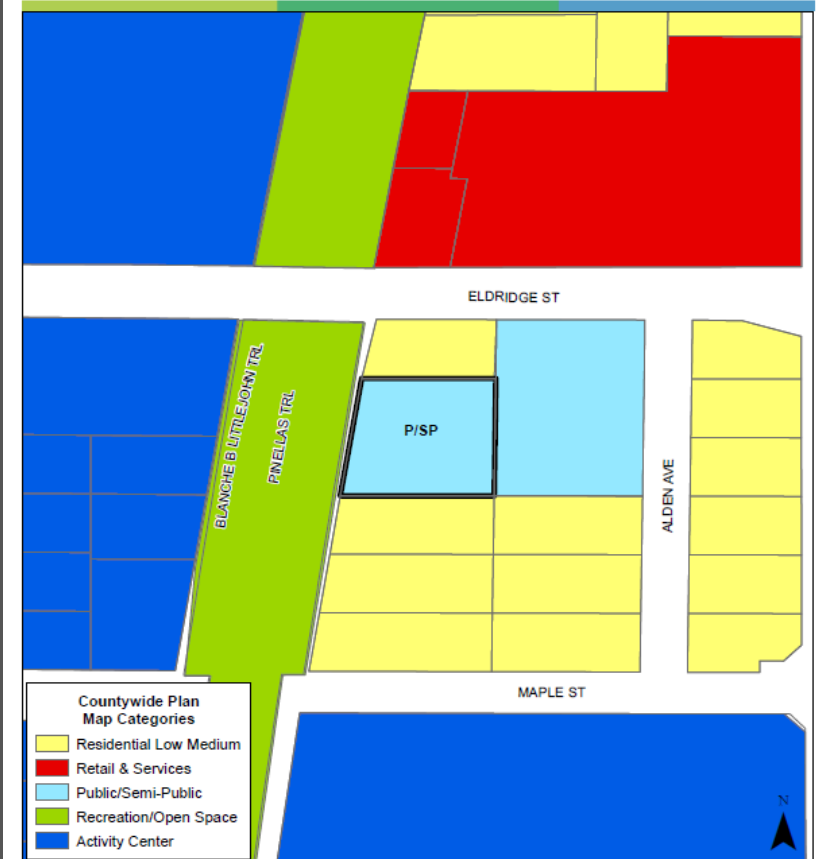 ELDRIDGE ST
BLANCHE B LITTLEJOHN TRL
PINELLAS TRL
P/SP
ALDEN AVE
MAPLE ST
Countywide Plan
Map Categories
Residential Low Medium
Retail & Services
Public/Semi-Public
Recreation/Open Space
Activity Center
N